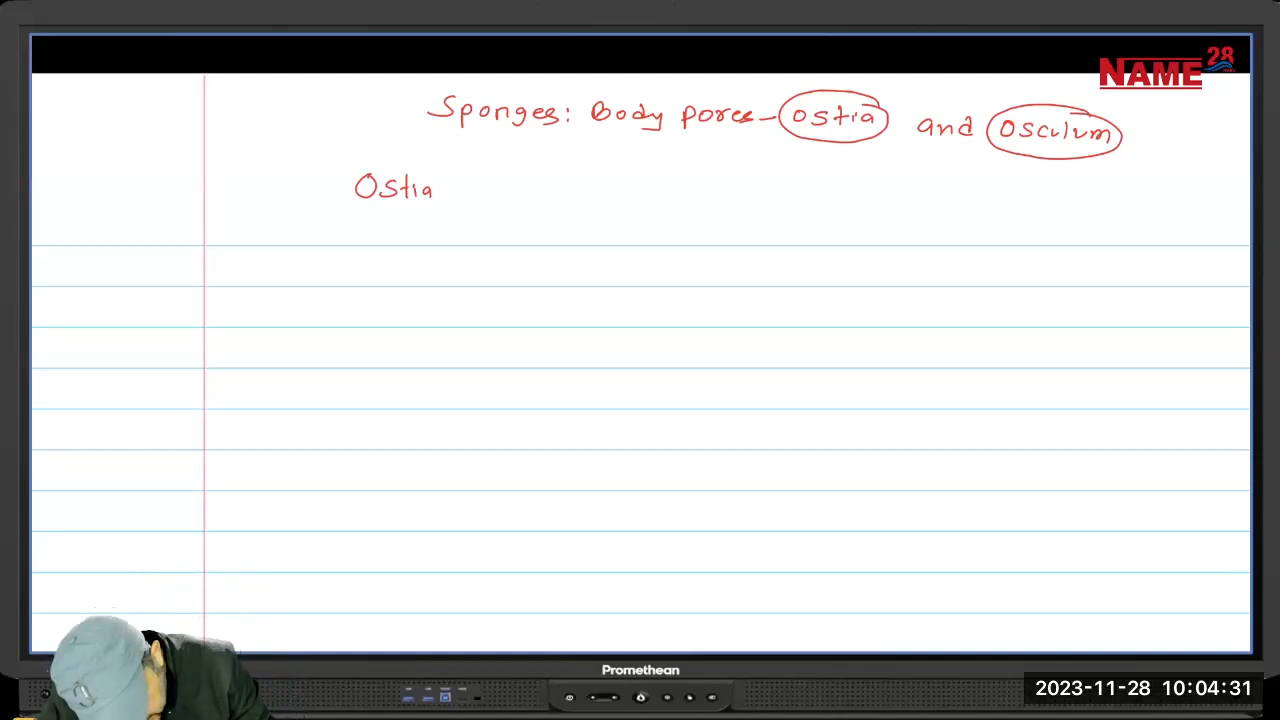 NAME 28
Sponges: Body pores - ostia and osculum
Ostia
Promethean
2023-11-28 10:04:31